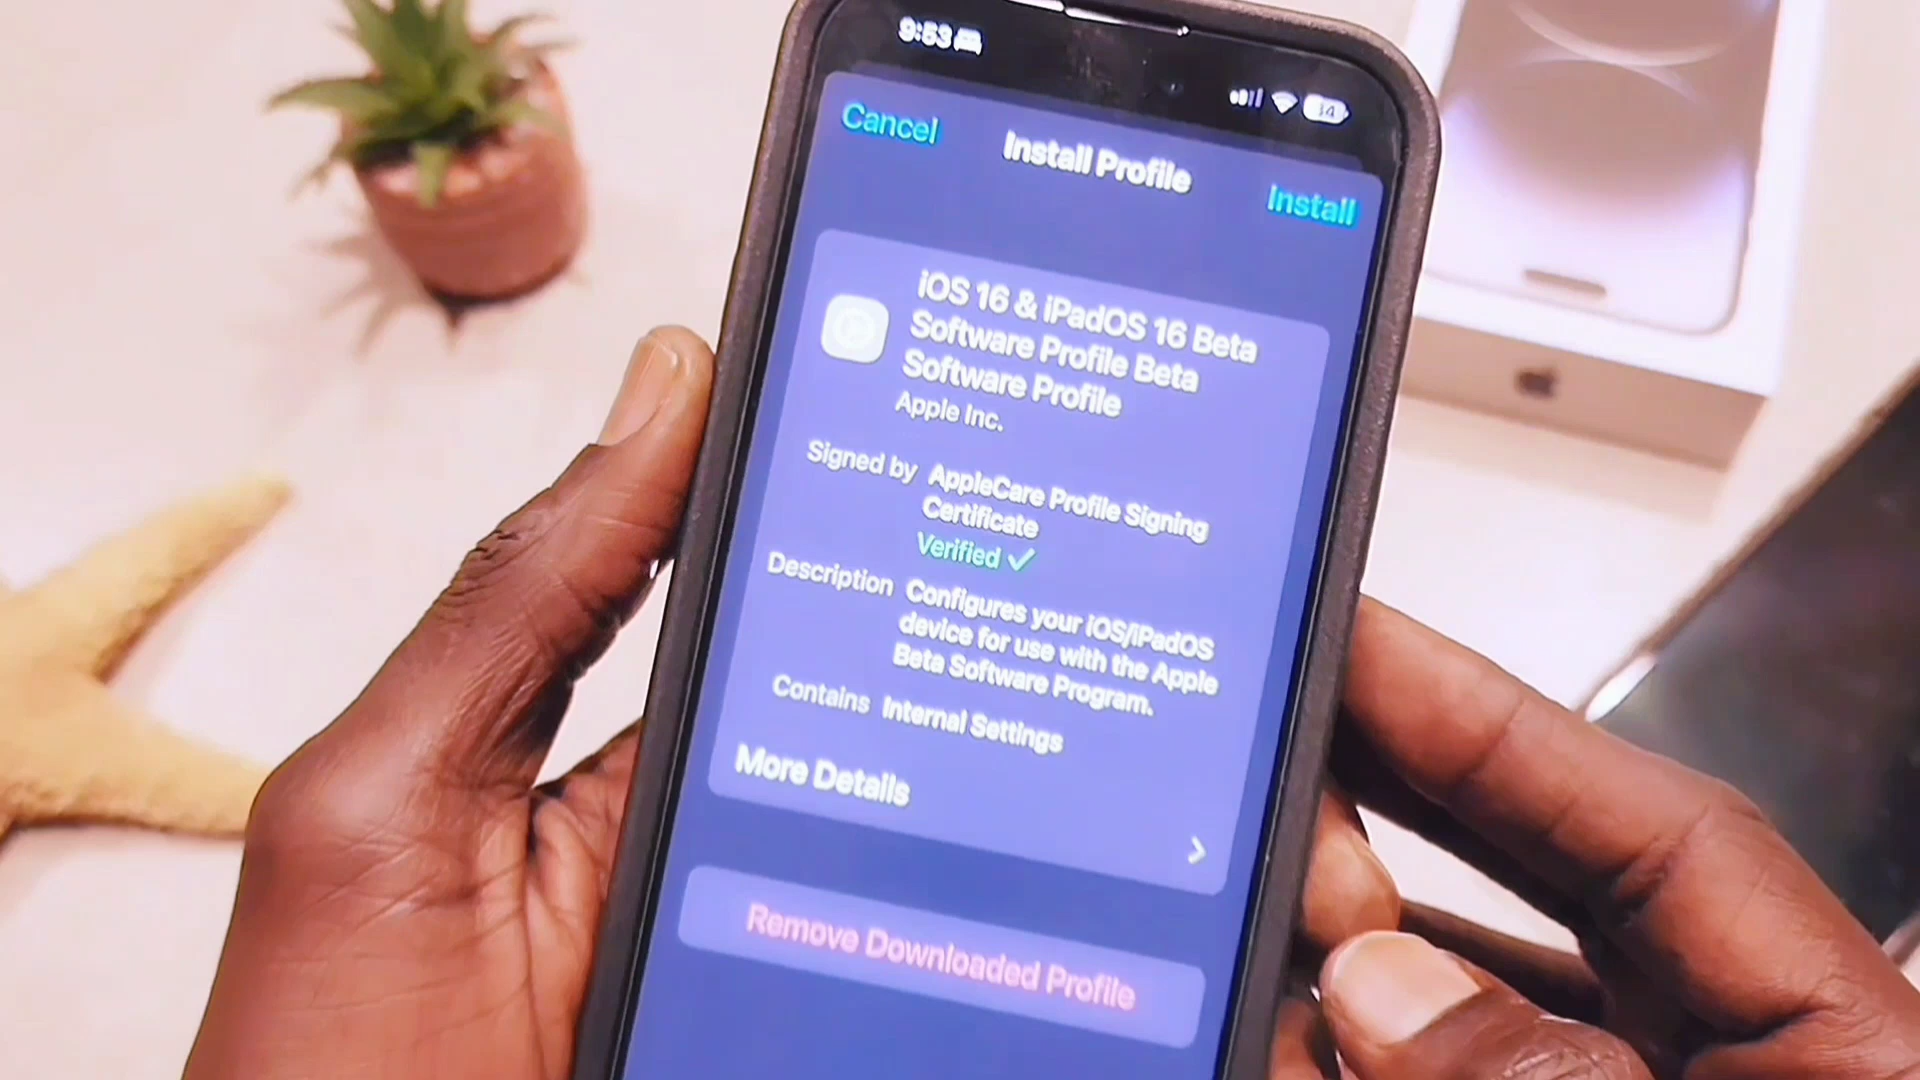 9:53
14
Cancel
Install Profile
Install
iOS 16 & iPadOS 16 Beta
Software Profile Beta
Software Profile
Apple Inc.
Signed by AppleCare Profile Signing
Certificate
Verified ✓
Description Configures your iOS/iPadOS
device for use with the Apple
Beta Software Program.
Contains Internal Settings
More Details
Remove Downloaded Profile